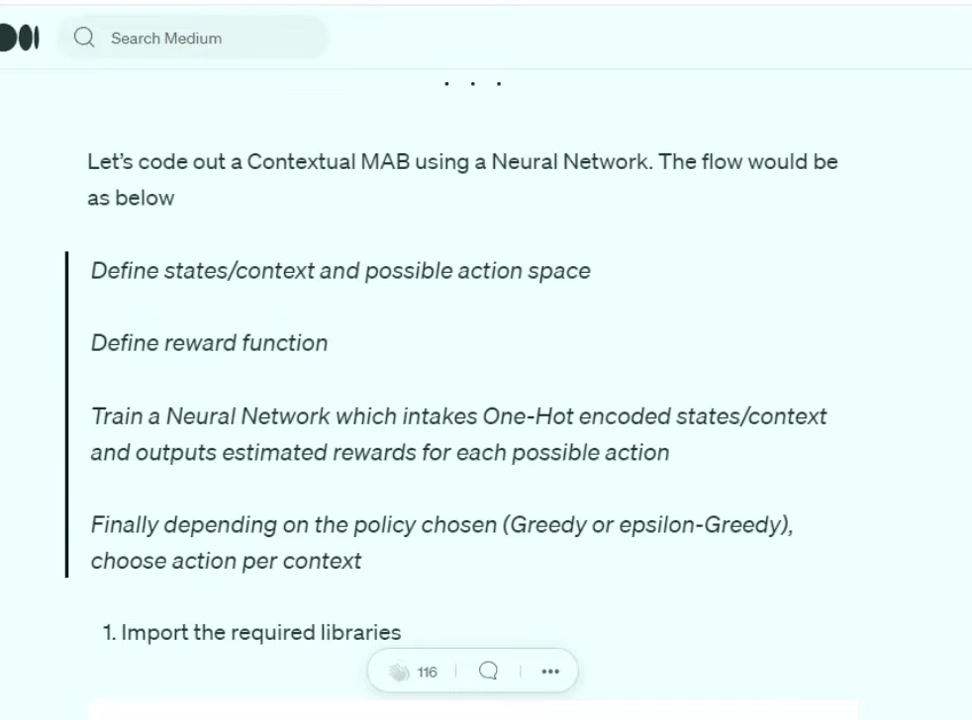 Search Medium
. . .
Let’s code out a Contextual MAB using a Neural Network. The flow would be
as below
Define states/context and possible action space
Define reward function
Train a Neural Network which intakes One-Hot encoded states/context
and outputs estimated rewards for each possible action
Finally depending on the policy chosen (Greedy or epsilon-Greedy),
choose action per context
1. Import the required libraries
116